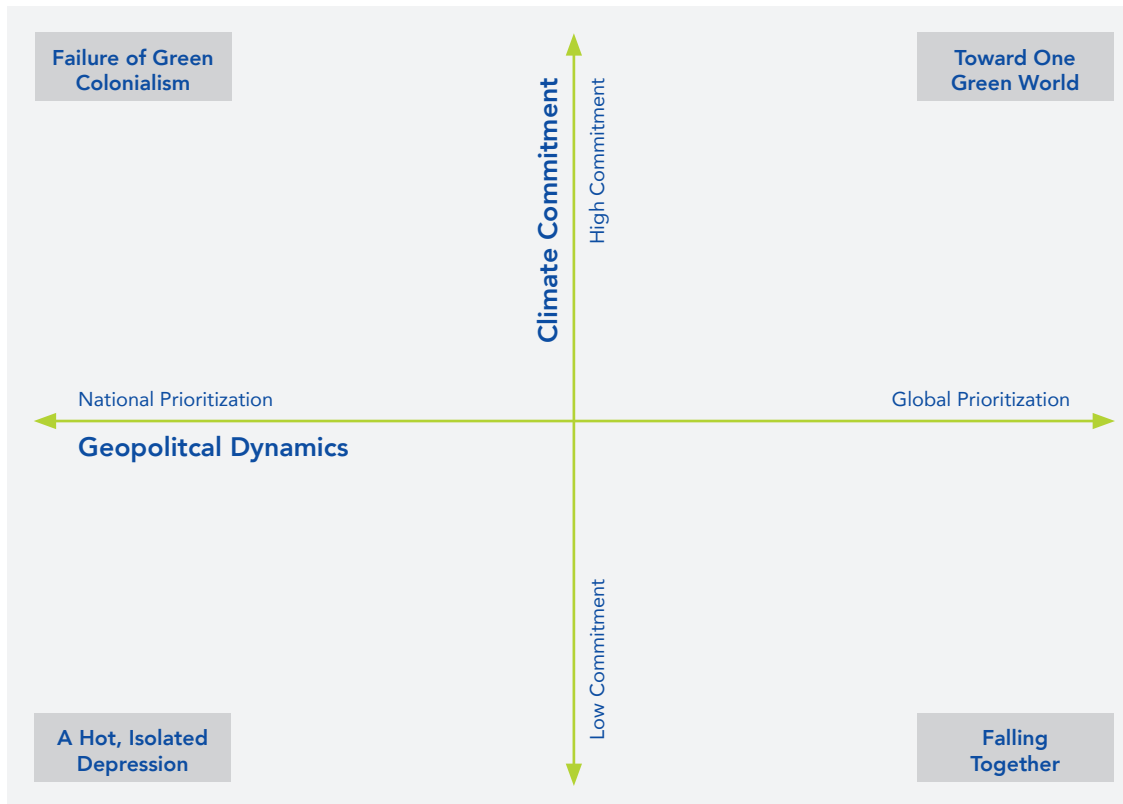 Failure of Green
Colonialism
Toward One
Green World
Climate Commitment
High Commitment
National Prioritization
Global Prioritization
Geopolitcal Dynamics
Low Commitment
A Hot, Isolated
Depression
Falling
Together